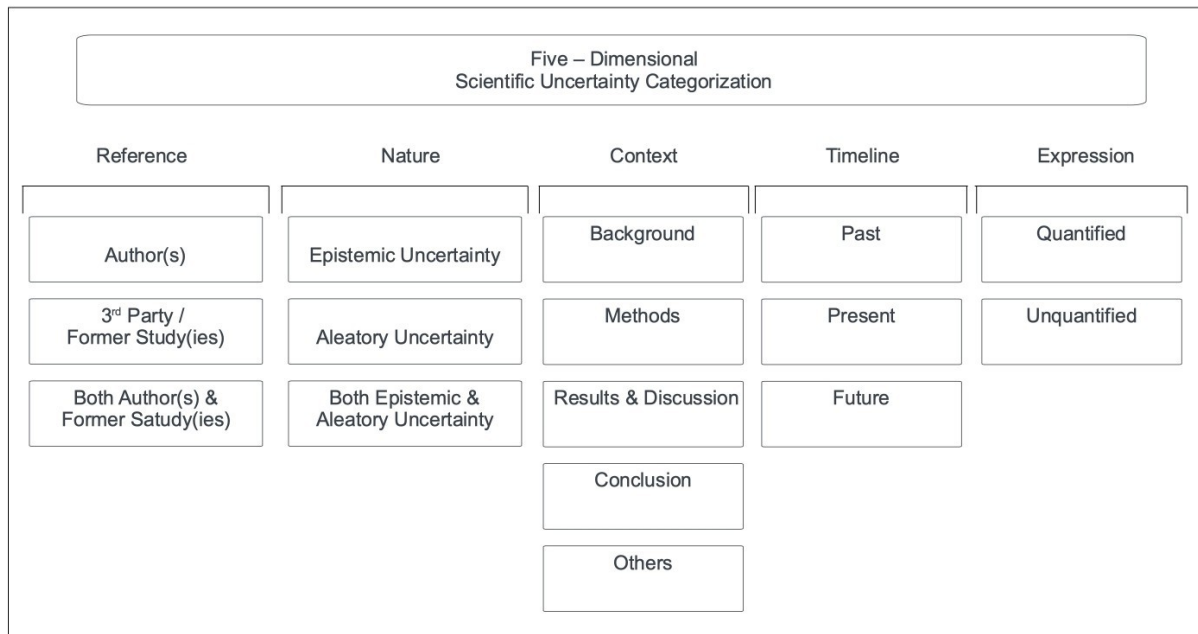 Five – Dimensional
Scientific Uncertainty Categorization
Reference
Nature
Context
Timeline
Expression
Author(s)
3rd Party /
Former Study(ies)
Both Author(s) &
Former Satudy(ies)
Epistemic Uncertainty
Aleatory Uncertainty
Both Epistemic &
Aleatory Uncertainty
Background
Methods
Results & Discussion
Conclusion
Others
Past
Present
Future
Quantified
Unquantified